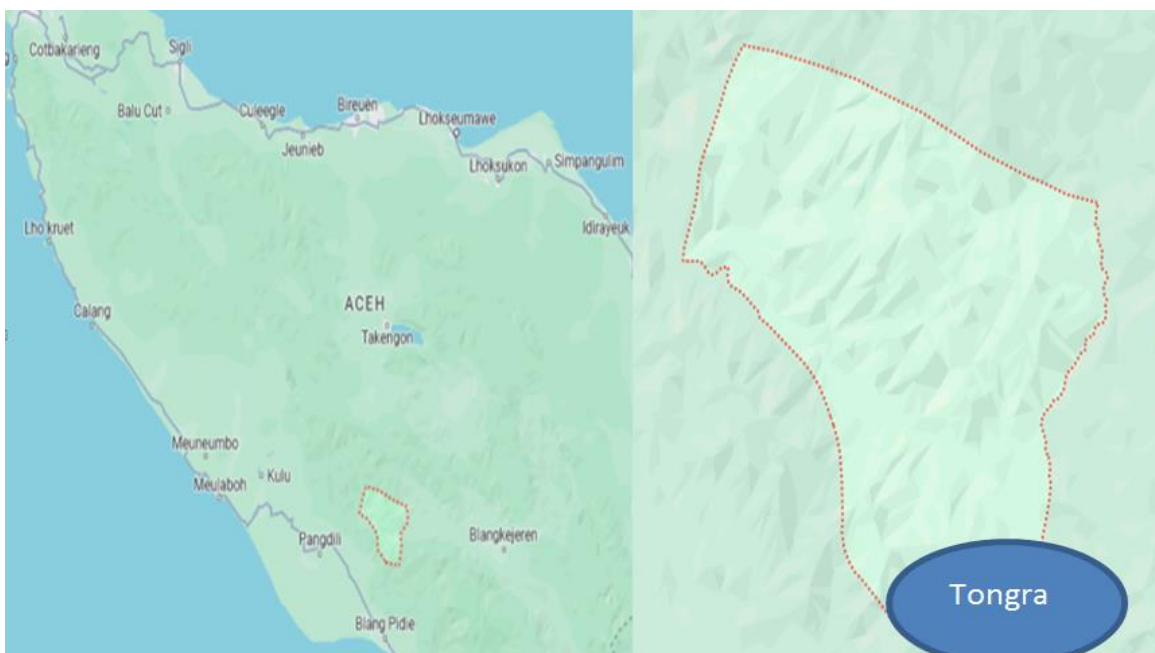 Cotbakarieng
Sigli
Balu Cut
Culeegle
Bireuen
Jeunieb
Lhokseumawe
Lhoksukon
Simpangulim
Idirayeuk
Lho kruet
Calang
ACEH
Takengon
Meuneumbo
Kulu
Meulaboh
Pangdili
Blangkejeren
Blang Pidie
Tongra